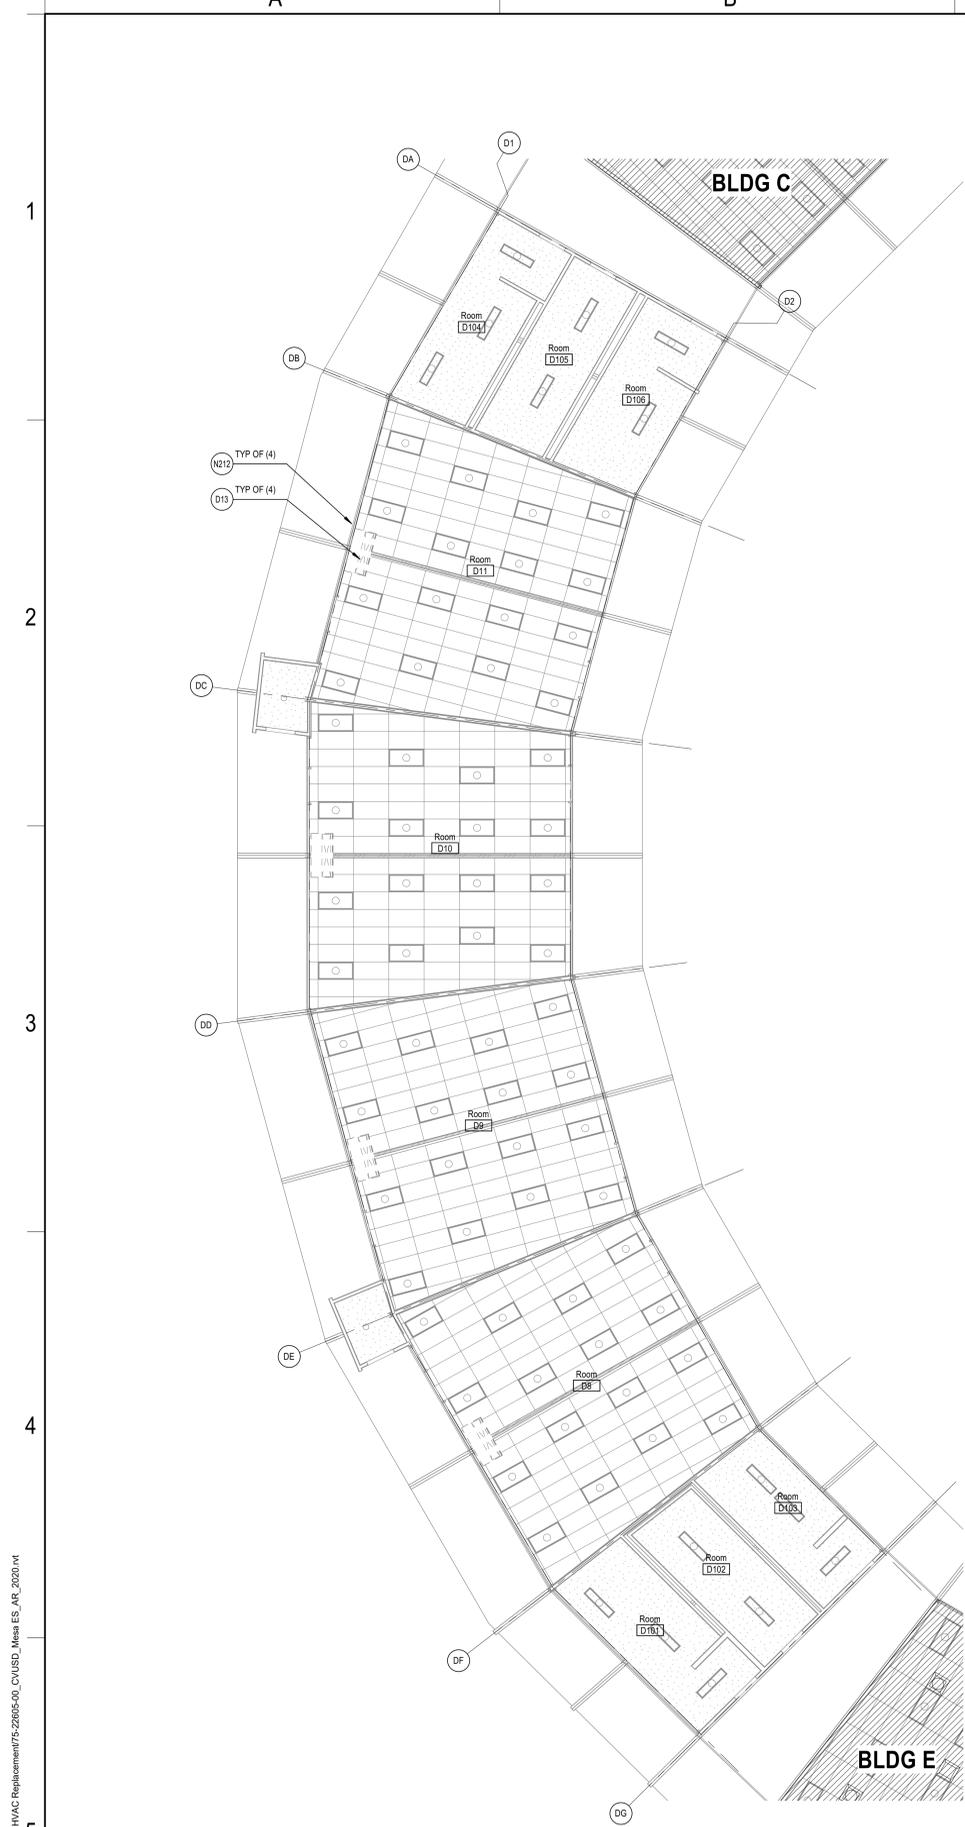 A
B
D1
DA
BLDG C
1
D2
Room
D104
Room
D105
DB
Room
D106
TYP OF (4)
N212
TYP OF (4)
D13
Room
D11
2
DC
Room
D10
3
DD
Room
D9
DE
Room
D8
4
Room
D103
Room
D102
Room
D101
DF
BLDG E
DG
HVAC Replacement/75-22605-00_CVUSD_Mesa ES_AR_2020.rvt